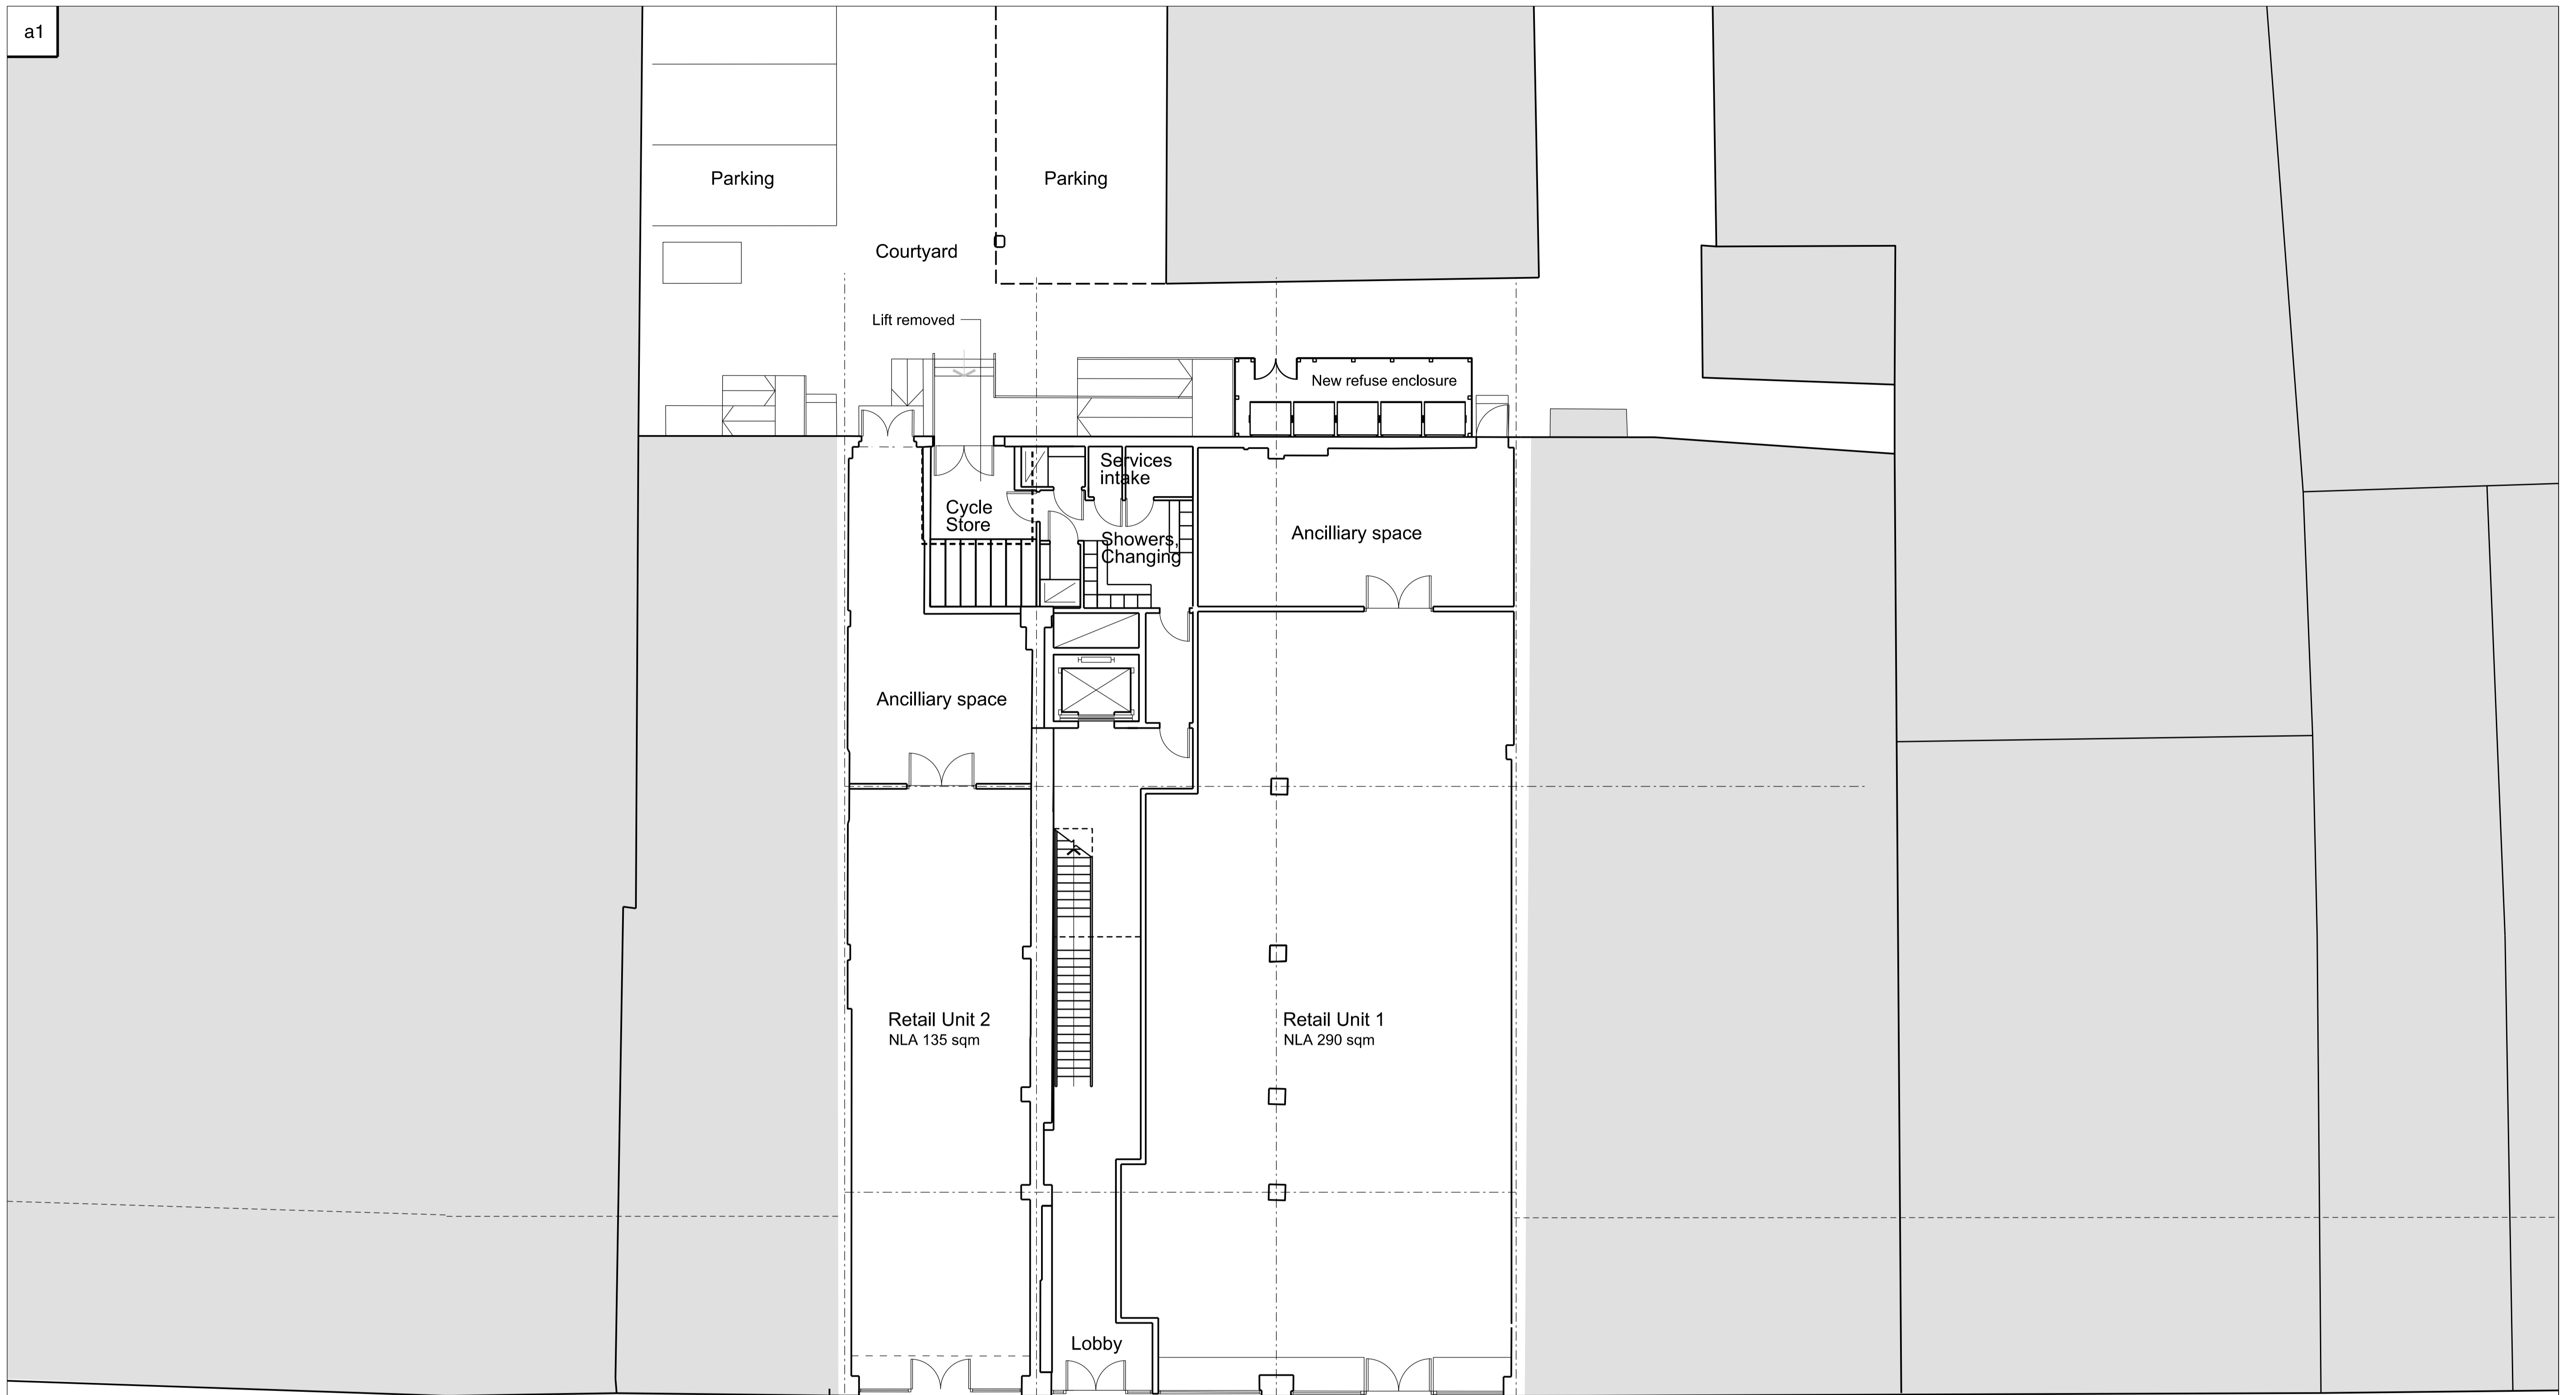 a1
Parking
Parking
Courtyard
Lift removed
New refuse enclosure
Services
intake
Cycle
Store
Showers,
Changing
Ancilliary space
Ancilliary space
Retail Unit 2
NLA 135 sqm
Retail Unit 1
NLA 290 sqm
Lobby